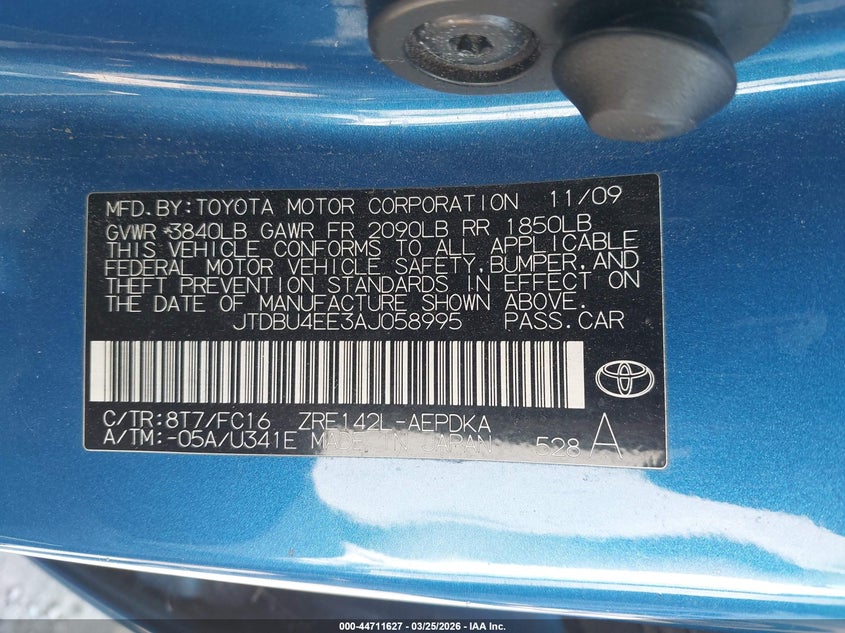 MFD.BY:TOYOTA MOTOR CORPORATION 11/09
GVWR 3840LB GAWR FR 2090LB RR 1850LB
THIS VEHICLE CONFORMS TO ALL APPLICABLE
FEDERAL MOTOR VEHICLE SAFETY,BUMPER,AND
THEFT PREVENTION STANDARDS IN EFFECT ON
THE DATE OF MANUFACTURE SHOWN ABOVE.
JTDBU4EE3AJ058995 PASS.CAR
C/TR:8T7/FC16 ZRE142L-AEPDKA
A/TM:-05A/U341E MADE IN JAPAN 528 A
000-44711627 - 03/25/2026 - IAA Inc.